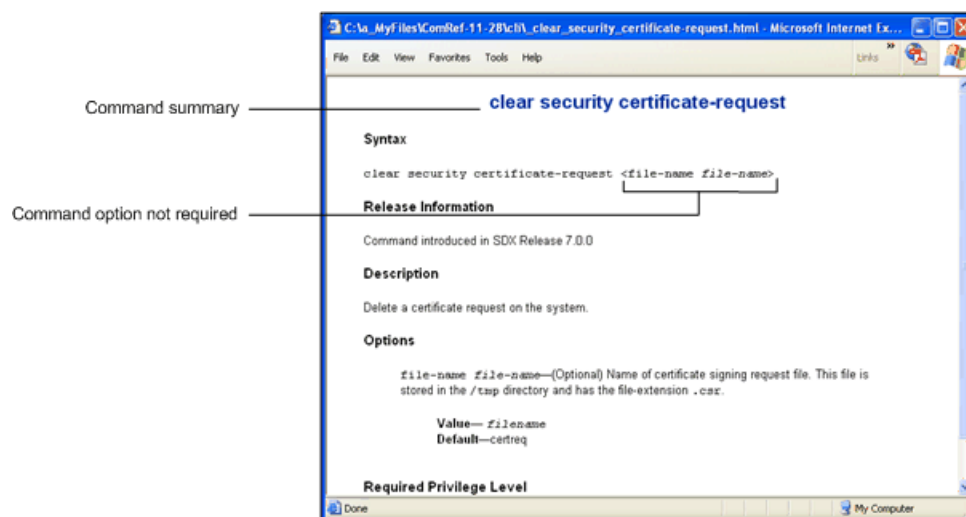 C:\a_MyFiles\ComRef-11-28\cli\_clear_security_certificate-request.html - Microsoft Internet Ex...
File Edit View Favorites Tools Help Links »
Command summary
clear security certificate-request
Syntax
clear security certificate-request <file-name file-name>
Command option not required
Release Information
Command introduced in SDX Release 7.0.0
Description
Delete a certificate request on the system.
Options
file-name file-name—(Optional) Name of certificate signing request file. This file is
stored in the /tmp directory and has the file-extension .csr.
Value— filename
Default—certreq
Required Privilege Level
Done My Computer